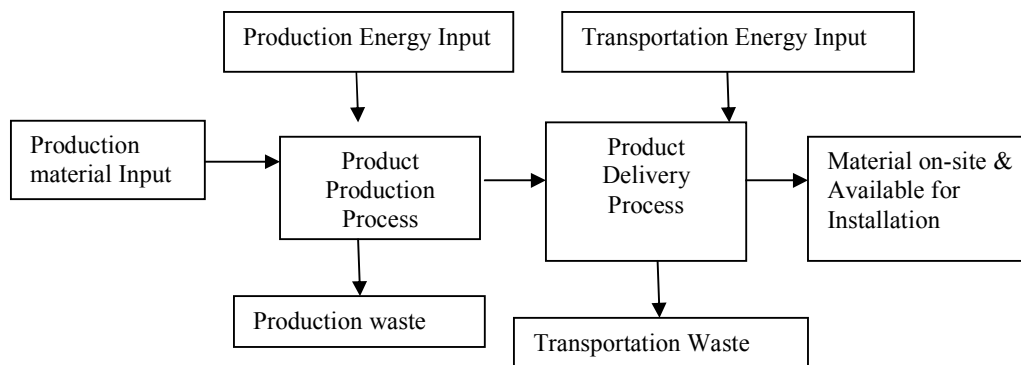 Production Energy Input
Transportation Energy Input
Production
material Input
Product
Production
Process
Product
Delivery
Process
Material on-site &
Available for
Installation
Production waste
Transportation Waste